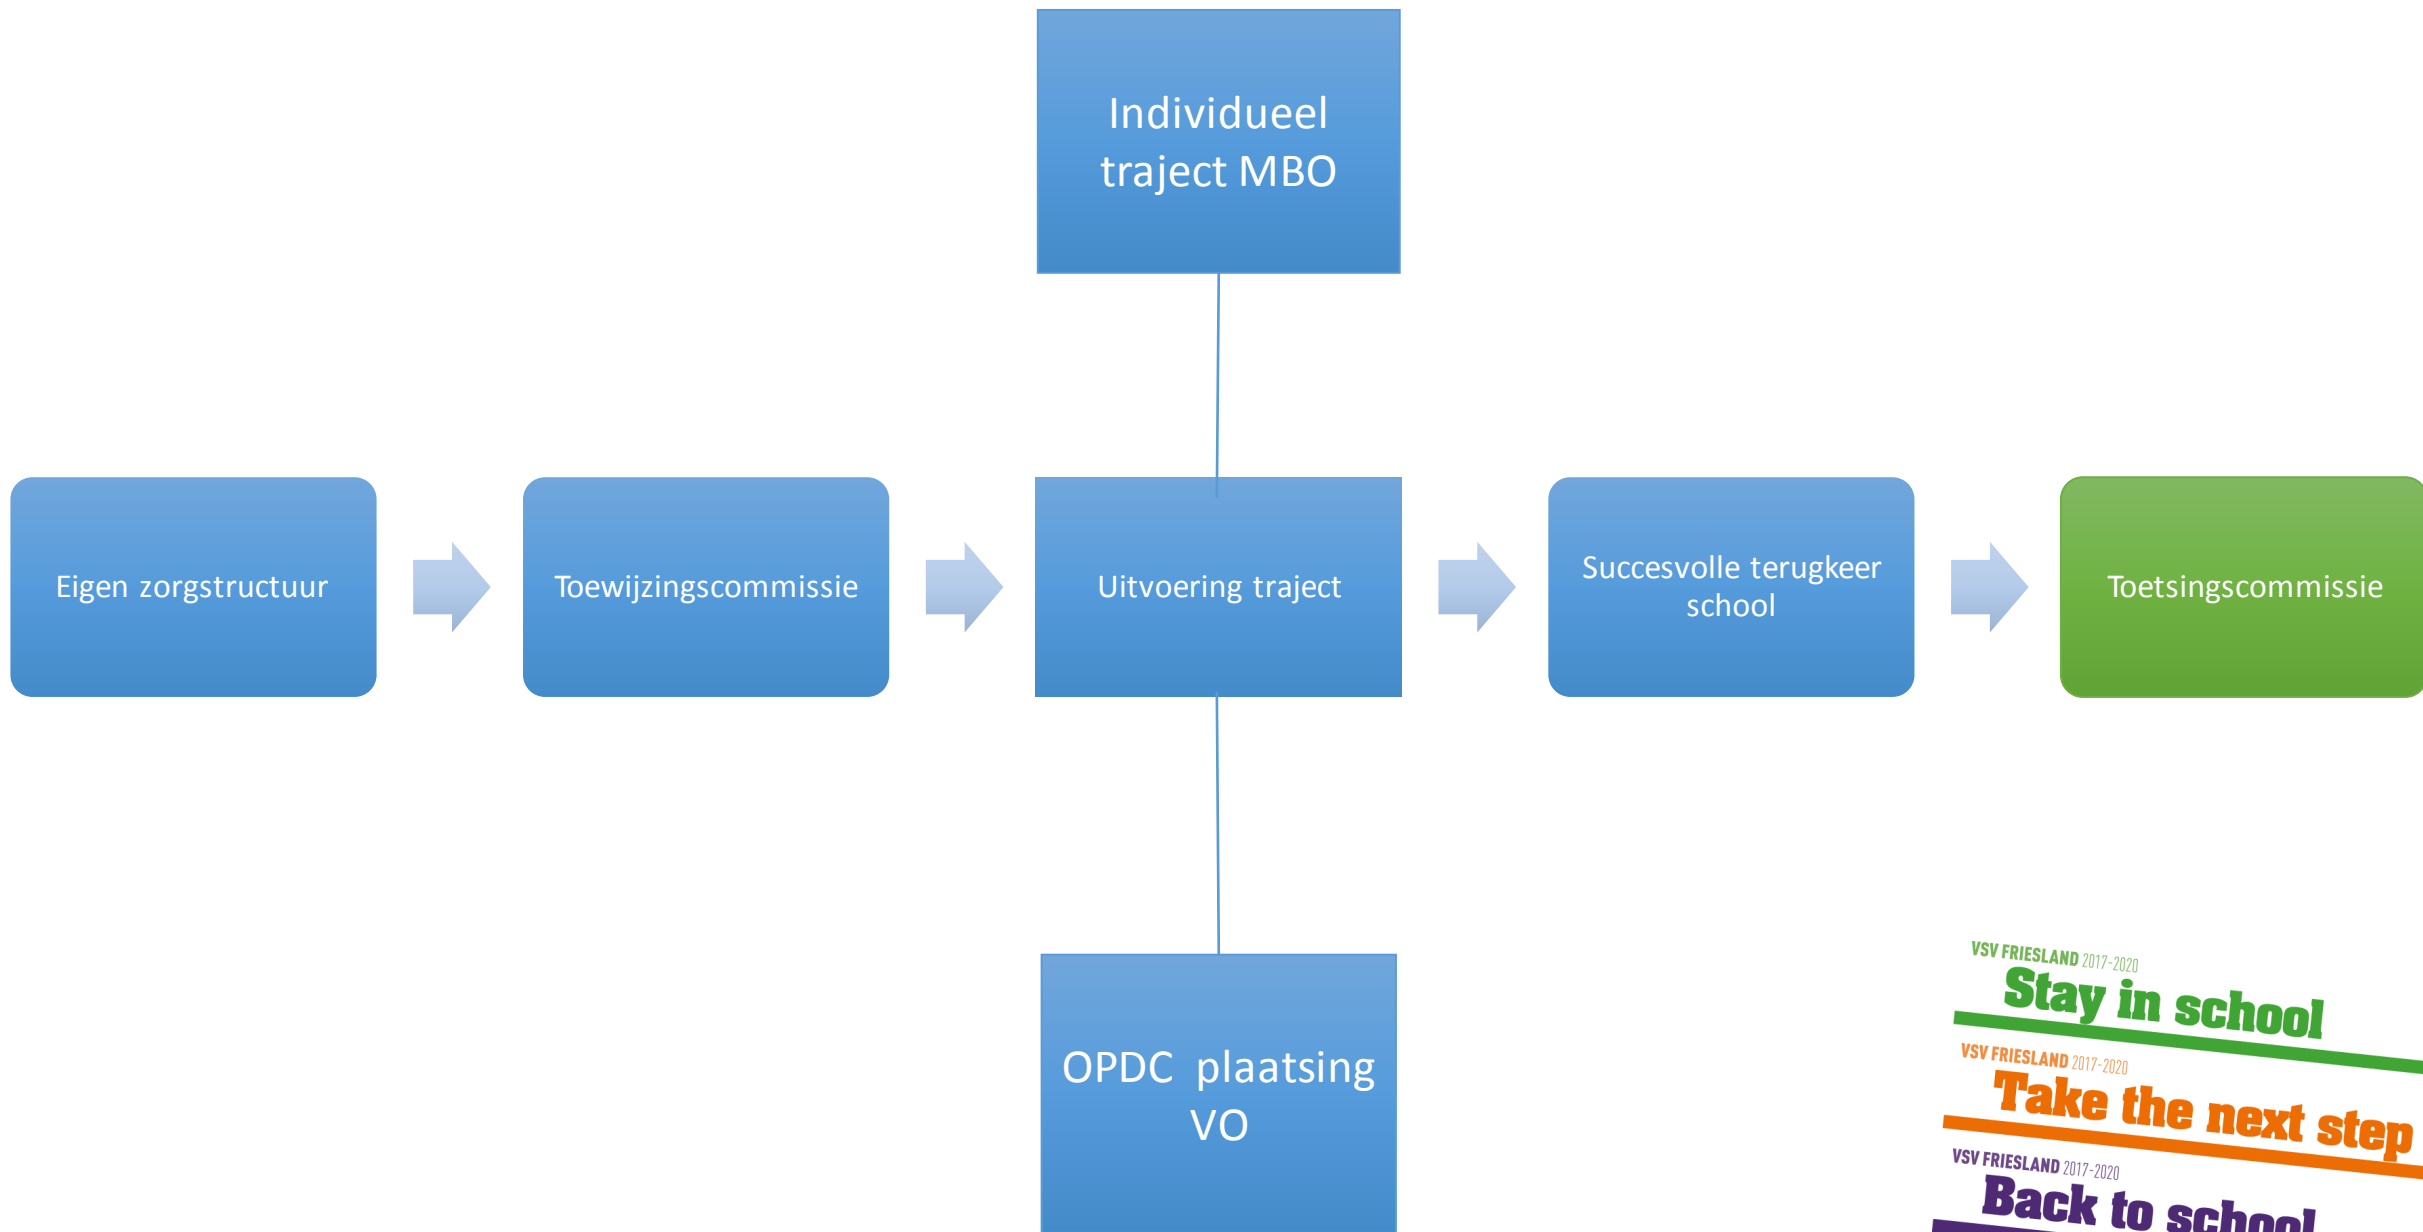 Individueel
traject MBO
Eigen zorgstructuur
Toewijzingscommissie
Uitvoering traject
Succesvolle terugkeer
school
Toetsingscommissie
OPDC plaatsing
VO
VSV FRIESLAND 2017-2020
Stay in school
VSV FRIESLAND 2017-2020
Take the next step
VSV FRIESLAND 2017-2020
Back to school